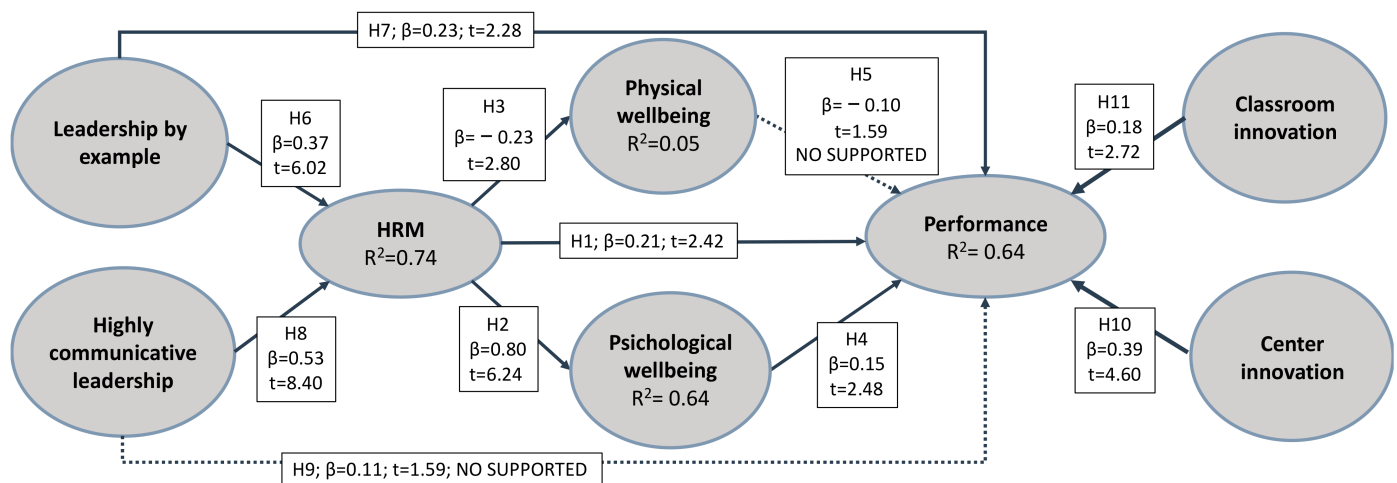 H7; β=0.23; t=2.28
Leadership by
example
H6
β=0.37
t=6.02
H3
β= − 0.23
t=2.80
Physical
wellbeing
R²=0.05
H5
β= − 0.10
t=1.59
NO SUPPORTED
H11
β=0.18
t=2.72
Classroom
innovation
HRM
R²=0.74
H1; β=0.21; t=2.42
Performance
R²= 0.64
Highly
communicative
leadership
H8
β=0.53
t=8.40
H2
β=0.80
t=6.24
Psichological
wellbeing
R²= 0.64
H4
β=0.15
t=2.48
H10
β=0.39
t=4.60
Center
innovation
H9; β=0.11; t=1.59; NO SUPPORTED